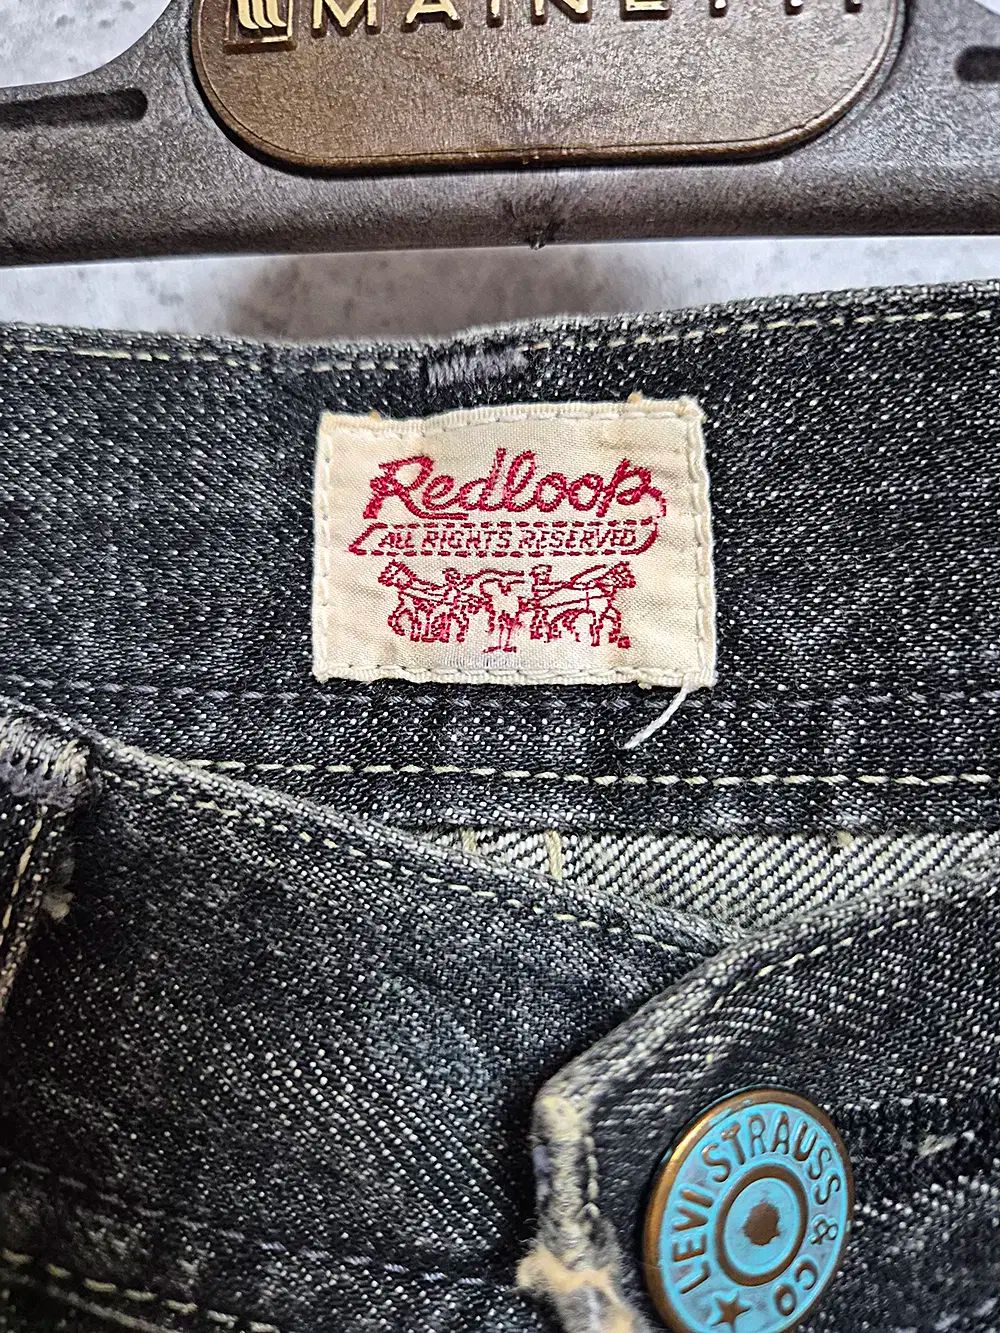 MAINETTI
Redloop
ALL RIGHTS RESERVED
LEVI STRAUSS & CO